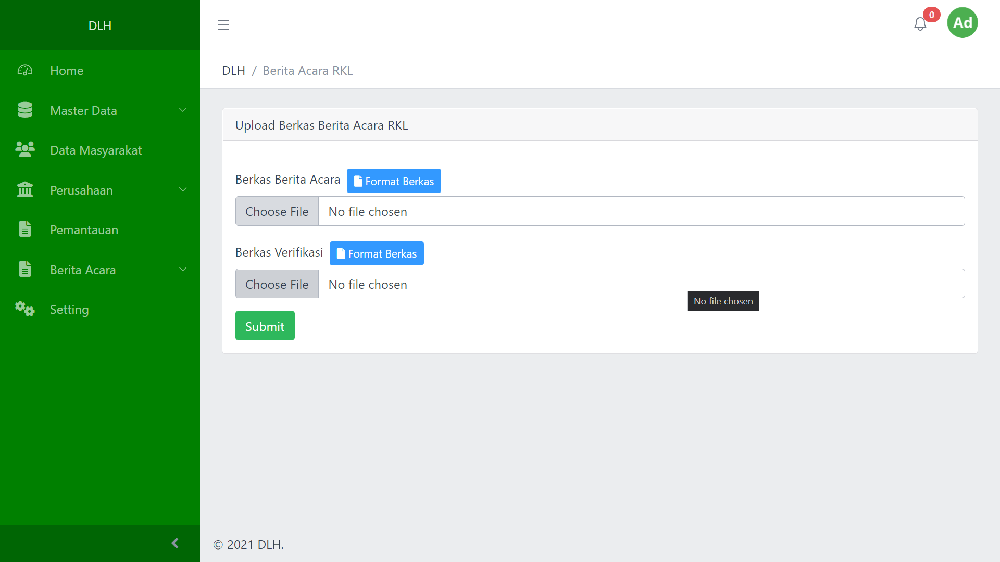 DLH
0
Ad
Home
DLH / Berita Acara RKL
Master Data
Upload Berkas Berita Acara RKL
Data Masyarakat
Berkas Berita Acara Format Berkas
Perusahaan
Choose File No file chosen
Pemantauan
Berkas Verifikasi Format Berkas
Berita Acara
Choose File No file chosen
No file chosen
Setting
Submit
© 2021 DLH.